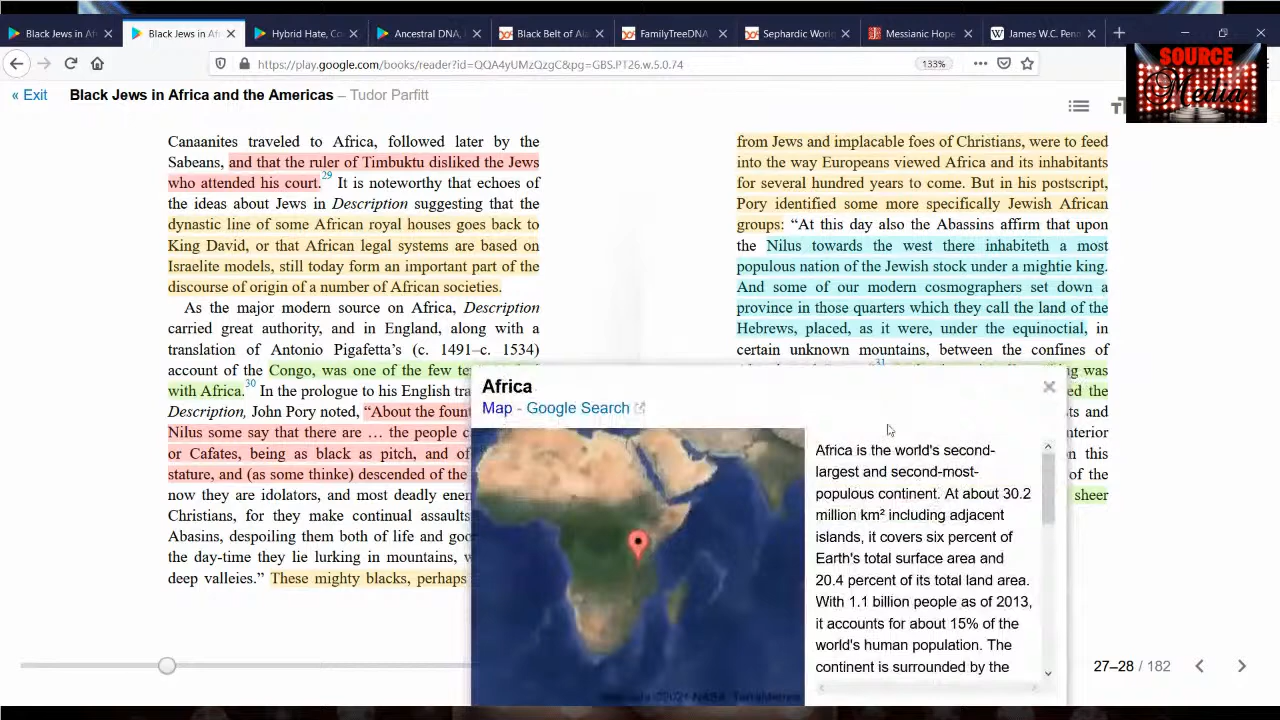 Black Jews in Af
Black Jews in Af
Hybrid Hate, Co
Ancestral DNA,
Black Belt of Ala
FamilyTreeDNA
Sephardic Worl
Messianic Hope
James W.C. Penn
https://play.google.com/books/reader?id=OQA4vUMzQzgC&pg=GBS.PT26.w.5.0.74
133%
SOURCE
Media
« Exit
Black Jews in Africa and the Americas – Tudor Parfitt
Canaanites traveled to Africa, followed later by the
Sabeans, and that the ruler of Timbuktu disliked the Jews
who attended his court.29 It is noteworthy that echoes of
the ideas about Jews in Description suggesting that the
dynastic line of some African royal houses goes back to
King David, or that African legal systems are based on
Israelite models, still today form an important part of the
discourse of origin of a number of African societies.
As the major modern source on Africa, Description
carried great authority, and in England, along with a
translation of Antonio Pigafetta's (c. 1491–c. 1534)
account of the Congo, was one of the few te
with Africa.30 In the prologue to his English tra
Description, John Pory noted, “About the fount
Nilus some say that there are … the people c
or Cafates, being as black as pitch, and of
stature, and (as some thinke) descended of the
now they are idolators, and most deadly ene
Christians, for they make continual assaults
Abasins, despoiling them both of life and goo
the day-time they lie lurking in mountains, w
deep valleies.” These mighty blacks, perhaps
from Jews and implacable foes of Christians, were to feed
into the way Europeans viewed Africa and its inhabitants
for several hundred years to come. But in his postscript,
Pory identified some more specifically Jewish African
groups: “At this day also the Abassins affirm that upon
the Nilus towards the west there inhabiteth a most
populous nation of the Jewish stock under a mightie king.
And some of our modern cosmographers set down a
province in those quarters which they call the land of the
Hebrews, placed, as it were, under the equinoctial, in
certain unknown mountains, between the confines of
31
ng was
ed the
ts and
nterior
n this
of the
sheer
Africa
Map - Google Search
Africa is the world's second-
largest and second-most-
populous continent. At about 30.2
million km² including adjacent
islands, it covers six percent of
Earth's total surface area and
20.4 percent of its total land area.
With 1.1 billion people as of 2013,
it accounts for about 15% of the
world's human population. The
continent is surrounded by the
27–28 / 182